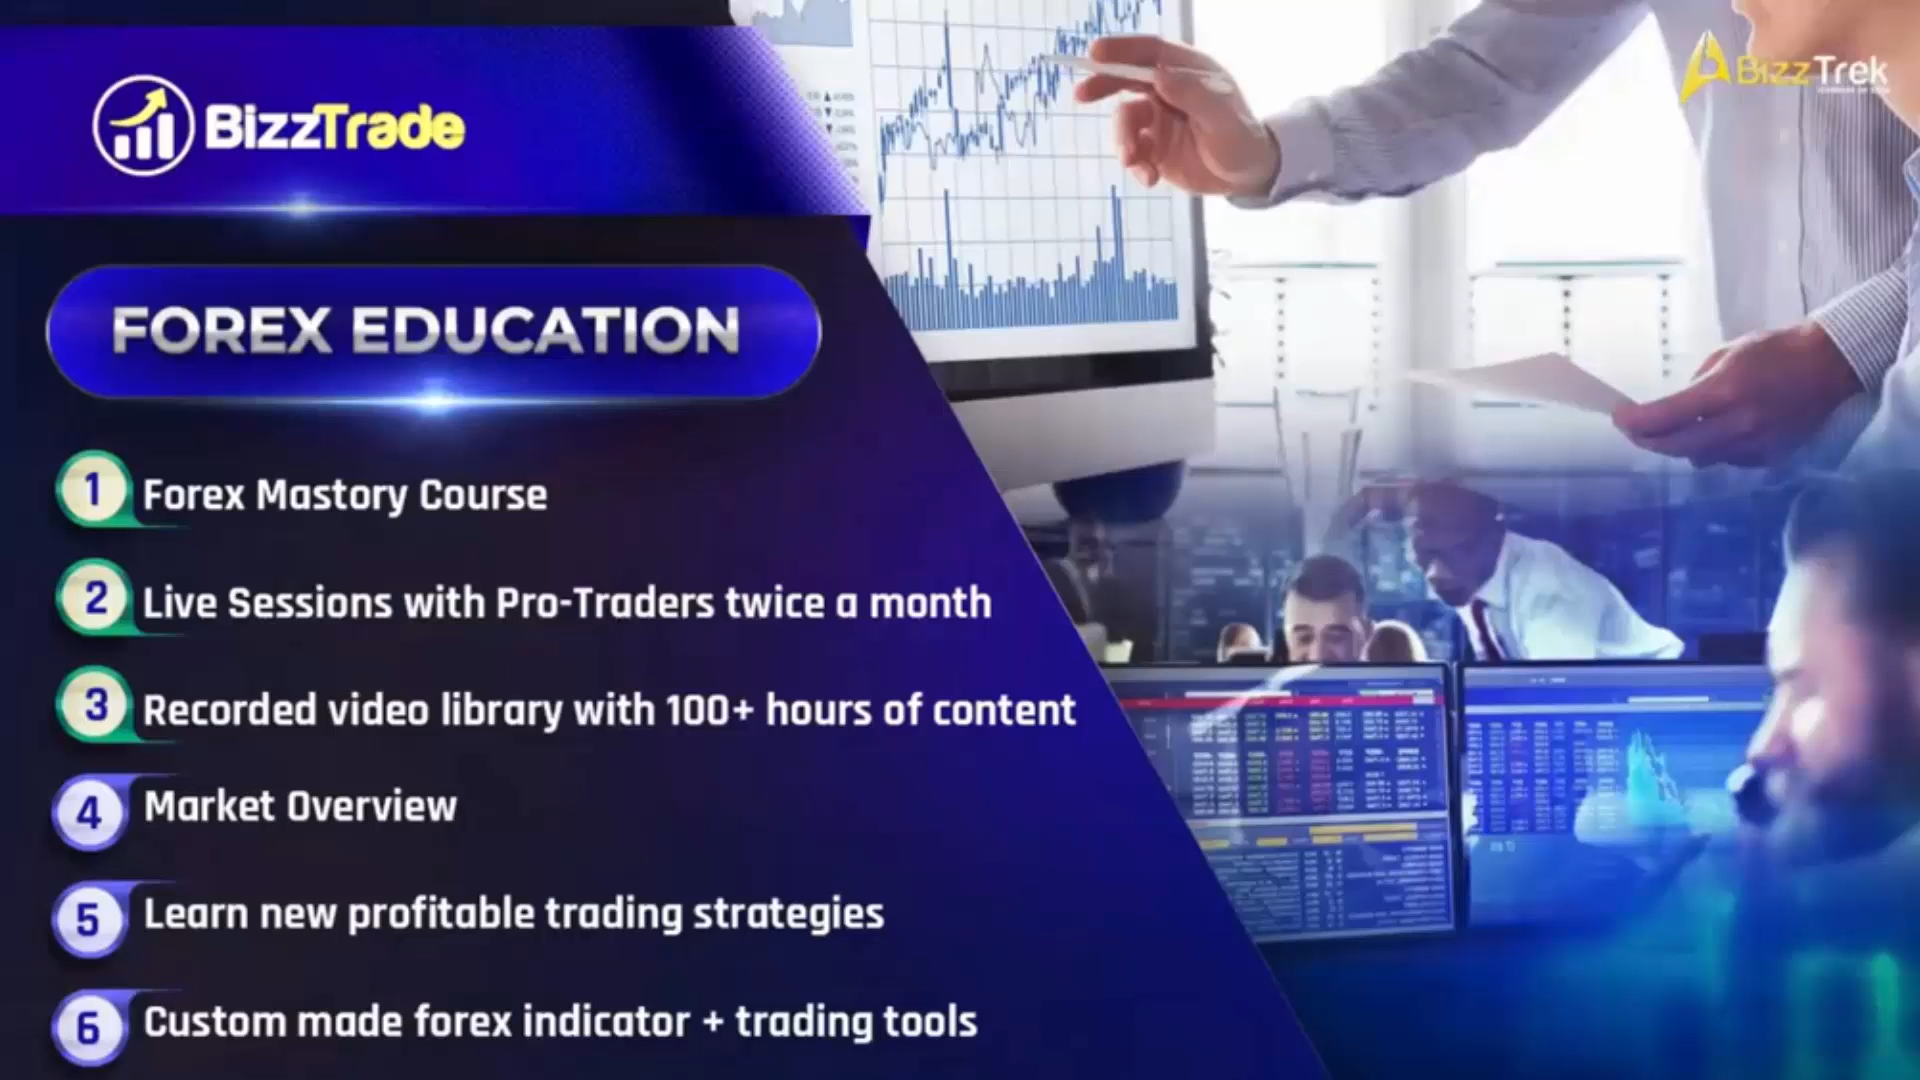 BizzTrade
BizzTrek
FOREX EDUCATION
1 Forex Mastory Course
2 Live Sessions with Pro-Traders twice a month
3 Recorded video library with 100+ hours of content
4 Market Overview
5 Learn new profitable trading strategies
6 Custom made forex indicator + trading tools